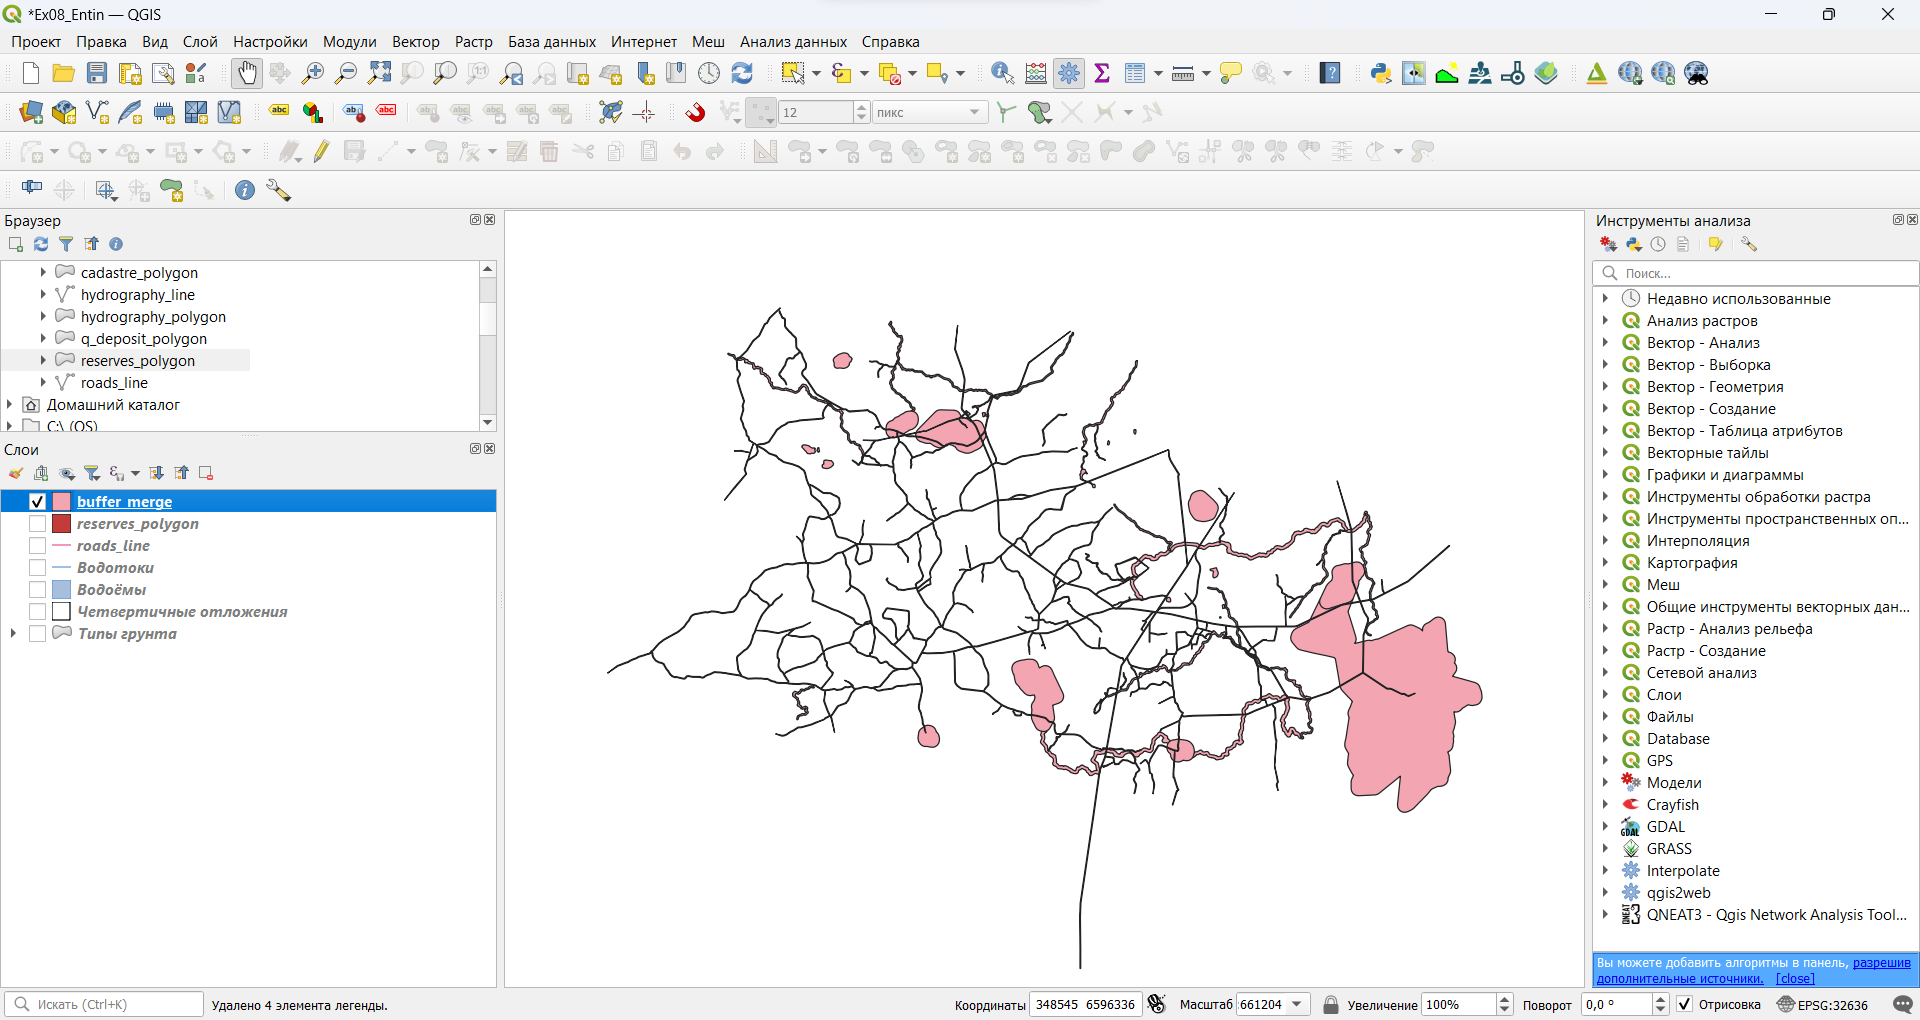 *Ex08_Entin — QGIS
Проект Правка Вид Слой Настройки Модули Вектор Растр База данных Интернет Меш Анализ данных Справка
12 пикс
Браузер
cadastre_polygon
hydrography_line
hydrography_polygon
q_deposit_polygon
reserves_polygon
roads_line
Домашний каталог
C:\ (OS)
Слои
buffer_merge
reserves_polygon
roads_line
Водотоки
Водоёмы
Четвертичные отложения
Типы грунта
Инструменты анализа
Поиск...
Недавно использованные
Анализ растров
Вектор - Анализ
Вектор - Выборка
Вектор - Геометрия
Вектор - Создание
Вектор - Таблица атрибутов
Векторные тайлы
Графики и диаграммы
Инструменты обработки растра
Инструменты пространственных оп...
Интерполяция
Картография
Меш
Общие инструменты векторных дан...
Растр - Анализ рельефа
Растр - Создание
Сетевой анализ
Слои
Файлы
Database
GPS
Модели
Crayfish
GDAL
GRASS
Interpolate
qgis2web
QNEAT3 - Qgis Network Analysis Tool...
Вы можете добавить алгоритмы в панель, разрешив
дополнительные источники. [close]
Искать (Ctrl+K) Удалено 4 элемента легенды. Координаты 348545 6596336 Масштаб :661204 Увеличение 100% Поворот 0,0 ° Отрисовка EPSG:32636